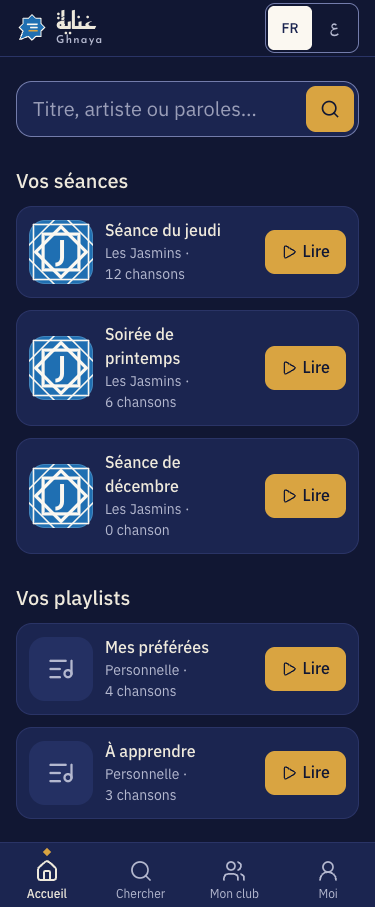 غناية
Ghnaya
FR
ع
Titre, artiste ou paroles...
Vos séances
J
Séance du jeudi
Les Jasmins ·
12 chansons
Lire
J
Soirée de
printemps
Les Jasmins ·
6 chansons
Lire
J
Séance de
décembre
Les Jasmins ·
0 chanson
Lire
Vos playlists
Mes préférées
Personnelle ·
4 chansons
Lire
À apprendre
Personnelle ·
3 chansons
Lire
Accueil
Chercher
Mon club
Moi